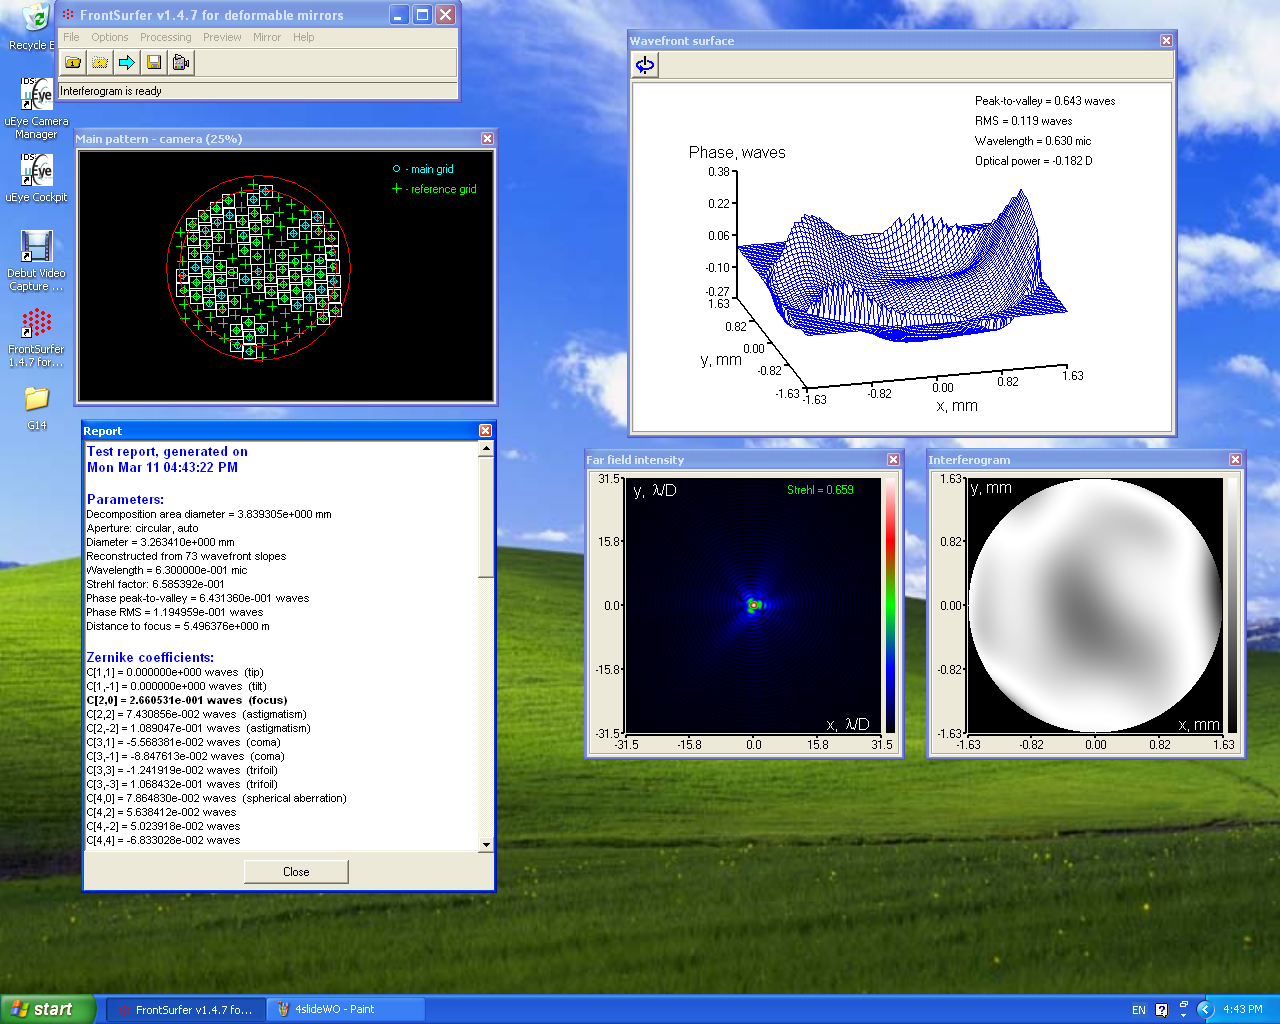 Recycle B
uEye Camera
Manager
uEye Cockpit
Debut Video
Capture ...
FrontSurfer
1.4.7 for...
G14
FrontSurfer v1.4.7 for deformable mirrors
File Options Processing Preview Mirror Help
Interferogram is ready
Main pattern - camera (25%)
- main grid
- reference grid
Report
Test report, generated on
Mon Mar 11 04:43:22 PM
Parameters:
Decomposition area diameter = 3.839305e+000 mm
Aperture: circular, auto
Diameter = 3.263410e+000 mm
Reconstructed from 73 wavefront slopes
Wavelength = 6.300000e-001 mic
Strehl factor: 6.585392e-001
Phase peak-to-valley = 6.431360e-001 waves
Phase RMS = 1.194959e-001 waves
Distance to focus = 5.496376e+000 m
Zernike coefficients:
C[1,1] = 0.000000e+000 waves (tip)
C[1,-1] = 0.000000e+000 waves (tilt)
C[2,0] = 2.660531e-001 waves (focus)
C[2,2] = 7.430856e-002 waves (astigmatism)
C[2,-2] = 1.089047e-001 waves (astigmatism)
C[3,1] = -5.568381e-002 waves (coma)
C[3,-1] = -8.847613e-002 waves (coma)
C[3,3] = -1.241919e-002 waves (trifoil)
C[3,-3] = 1.068432e-001 waves (trifoil)
C[4,0] = 7.864830e-002 waves (spherical aberration)
C[4,2] = 5.638412e-002 waves
C[4,-2] = 5.023918e-002 waves
C[4,4] = -6.833028e-002 waves
Close
Wavefront surface
Peak-to-valley = 0.643 waves
RMS = 0.119 waves
Wavelength = 0.630 mic
Optical power = -0.182 D
Phase, waves
0.38
0.22
0.06
-0.10
-0.27
1.63
0.82
0.00
-0.82
-1.63
y, mm
-1.63
-0.82
0.00
0.82
1.63
x, mm
Far field intensity
31.5
15.8
0.0
-15.8
-31.5
y, λ/D
Strehl = 0.659
x, λ/D
-31.5 -15.8 0.0 15.8 31.5
Interferogram
1.63
0.82
0.00
-0.82
-1.63
y, mm
x, mm
-1.63 -0.82 0.00 0.82 1.63
start
FrontSurfer v1.4.7 fo...
4slideWO - Paint
EN
4:43 PM